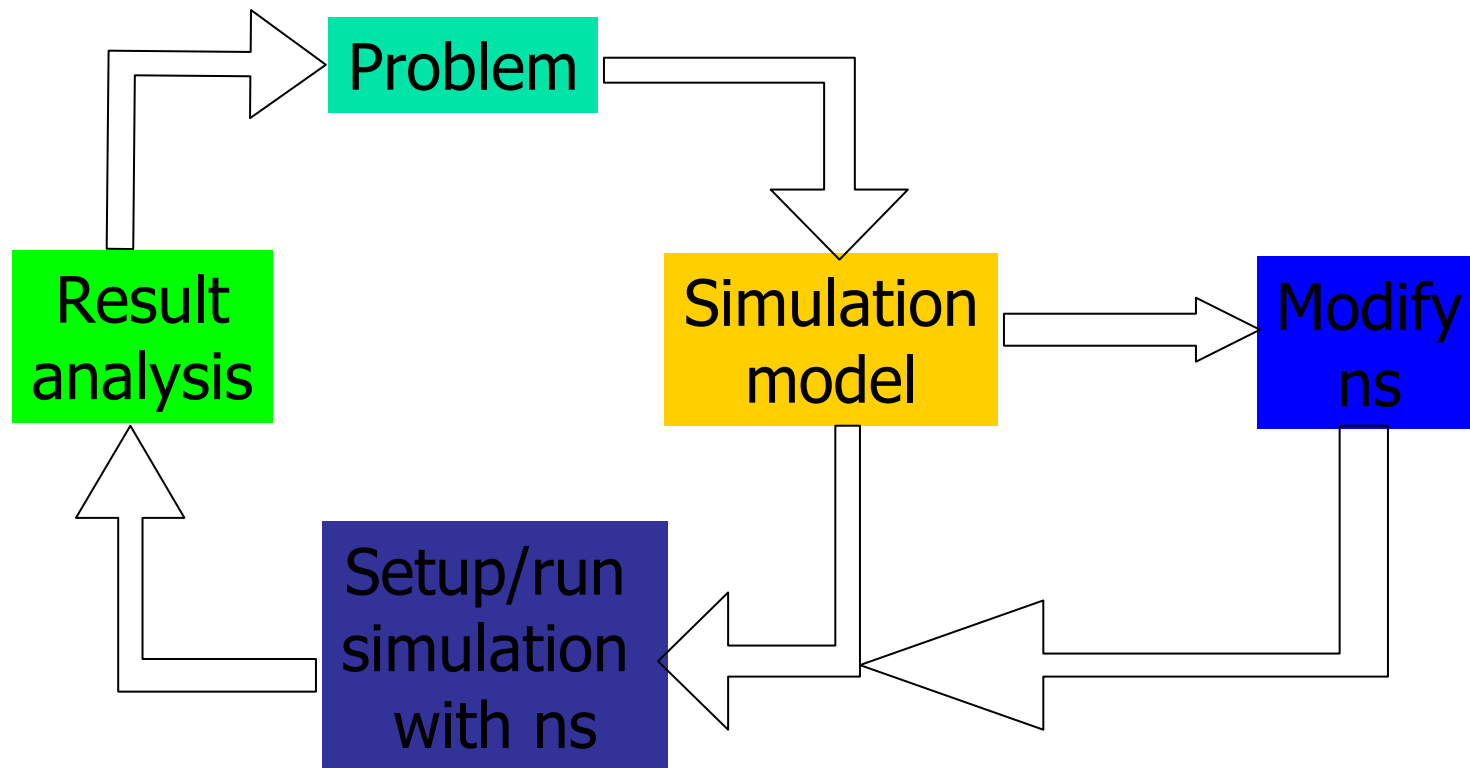 Problem
Result
analysis
Simulation
model
Modify
ns
Setup/run
simulation
with ns